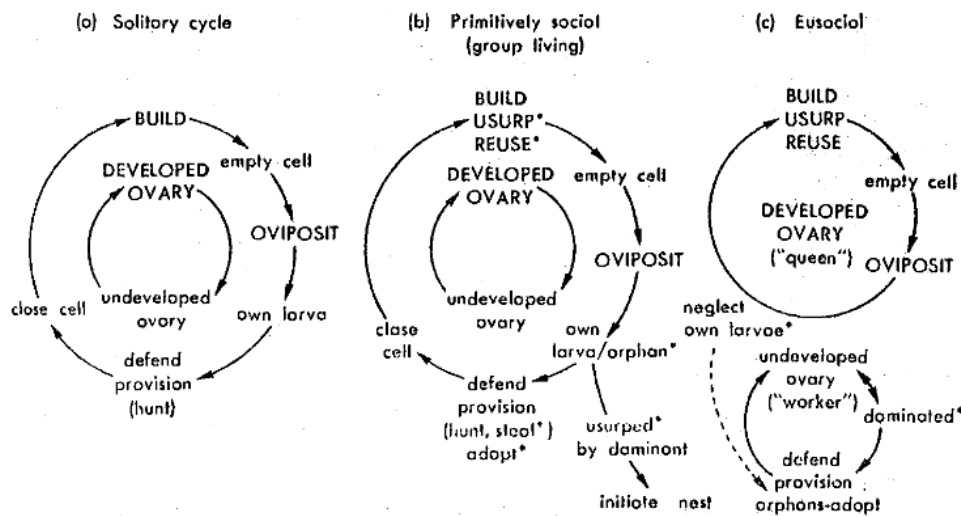 (a) Solitary cycle
BUILD
empty cell
DEVELOPED
OVARY
OVIPOSIT
undeveloped
ovary
close cell
own larva
defend
provision
(hunt)
(b) Primitively social
(group living)
BUILD
USURP*
REUSE*
DEVELOPED
OVARY
empty cell
OVIPOSIT
undeveloped
ovary
close
cell
own
larva/orphan*
defend
provision
(hunt, steal*)
adopt*
usurped*
by dominant
initiate nest
(c) Eusocial
BUILD
USURP
REUSE
empty cell
DEVELOPED
OVARY
("queen")
OVIPOSIT
neglect
own larvae*
undeveloped
ovary
("worker")
dominated*
defend
provision
orphans-adopt